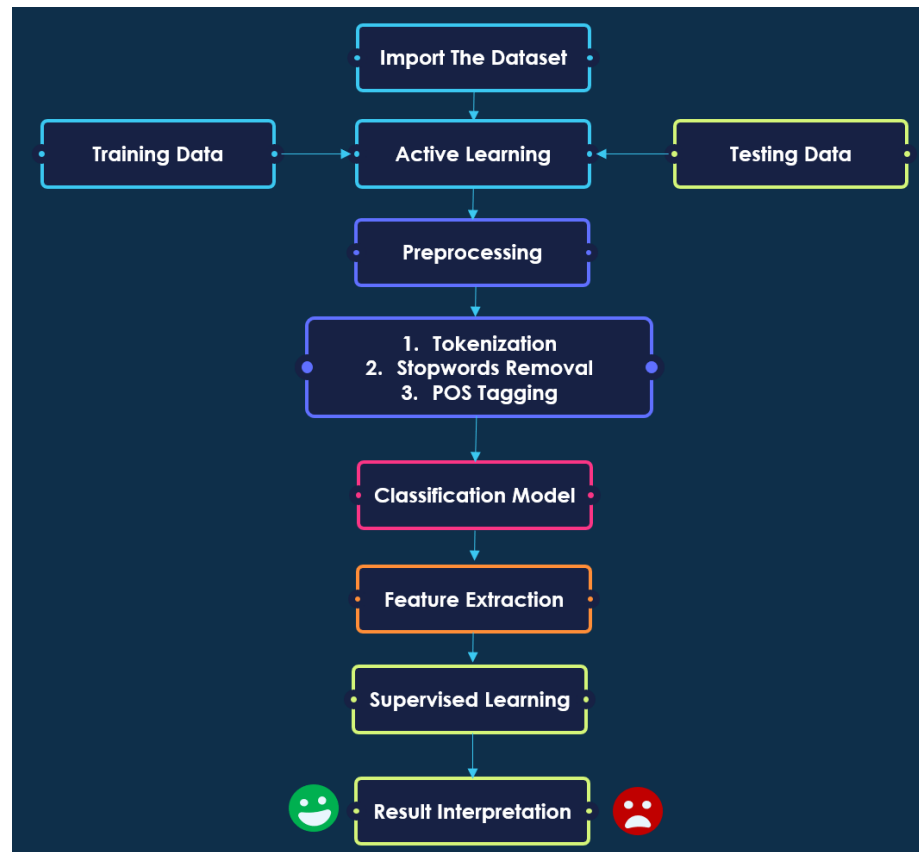 Import The Dataset
Training Data
Active Learning
Testing Data
Preprocessing
1. Tokenization
2. Stopwords Removal
3. POS Tagging
Classification Model
Feature Extraction
Supervised Learning
Result Interpretation